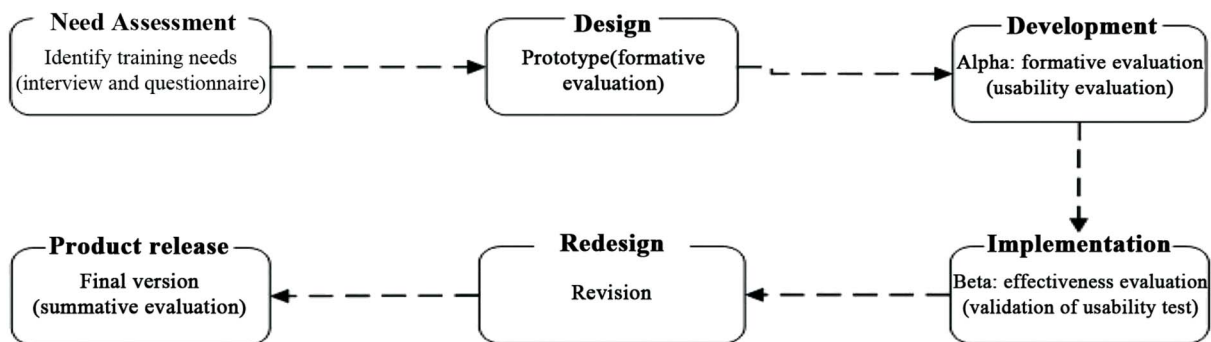 Need Assessment
Identify training needs
(interview and questionnaire)
Design
Prototype(formative
evaluation)
Development
Alpha: formative evaluation
(usability evaluation)
Implementation
Beta: effectiveness evaluation
(validation of usability test)
Redesign
Revision
Product release
Final version
(summative evaluation)